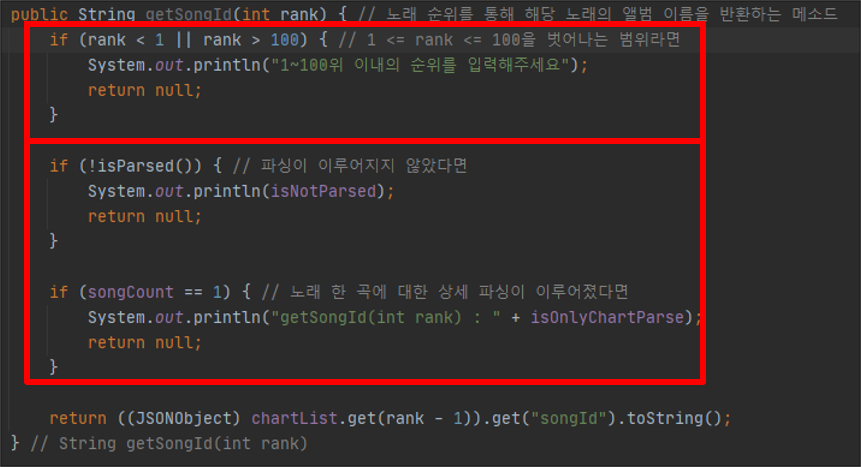 public String getSongId(int rank) { // 노래 순위를 통해 해당 노래의 앨범 이름을 반환하는 메소드
if (rank < 1 || rank > 100) { // 1 <= rank <= 100을 벗어나는 범위라면
System.out.println("1~100위 이내의 순위를 입력해주세요");
return null;
}
if (!isParsed()) { // 파싱이 이루어지지 않았다면
System.out.println(isNotParsed);
return null;
}
if (songCount == 1) { // 노래 한 곡에 대한 상세 파싱이 이루어졌다면
System.out.println("getSongId(int rank) : " + isOnlyChartParse);
return null;
}
return ((JSONObject) chartList.get(rank - 1)).get("songId").toString();
} // String getSongId(int rank)